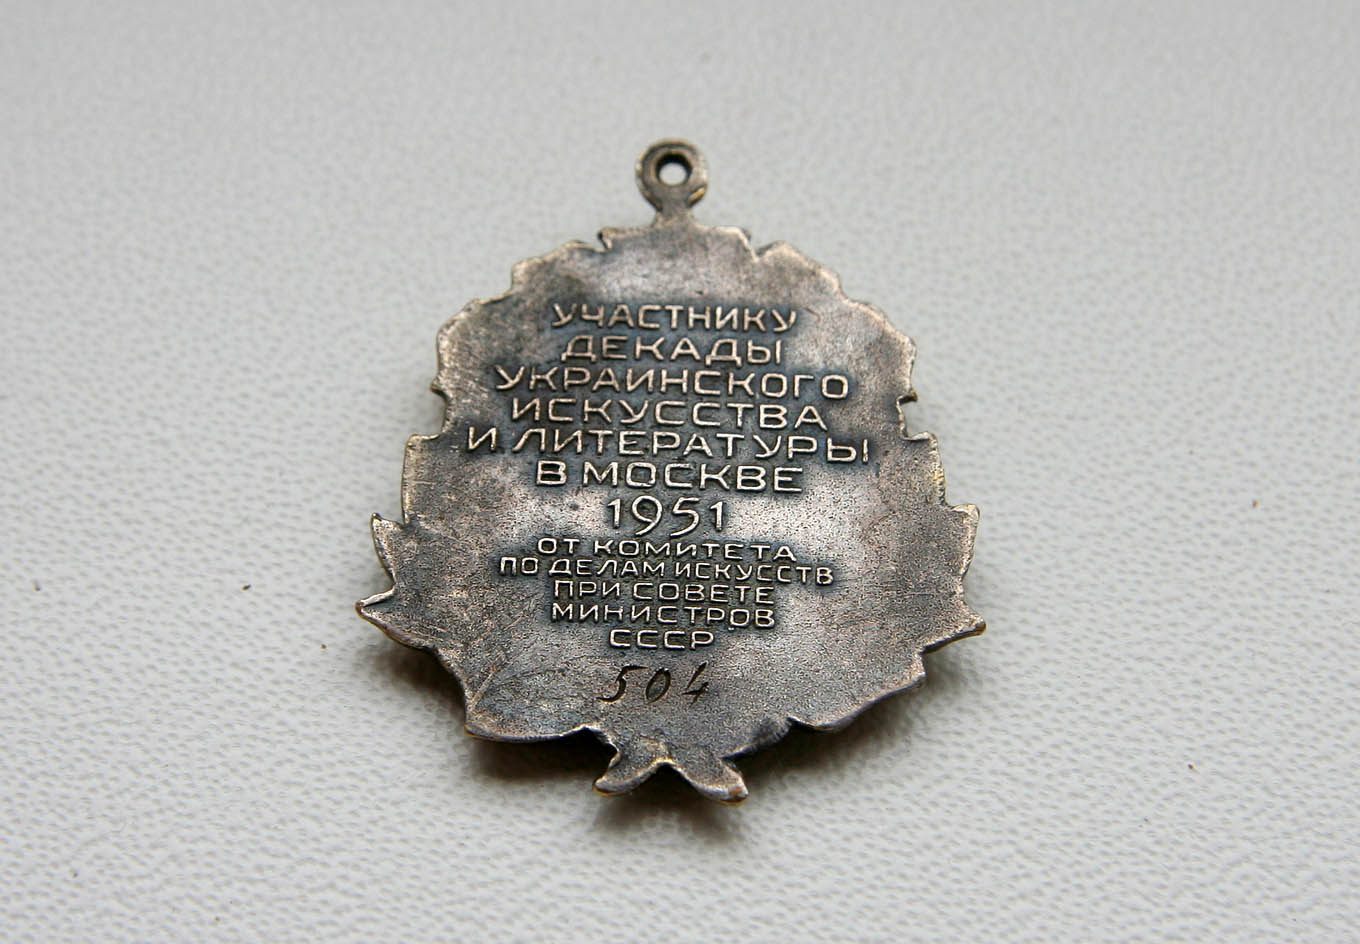 УЧАСТНИКУ
ДЕКАДЫ
УКРАИНСКОГО
ИСКУССТВА
И ЛИТЕРАТУРЫ
В МОСКВЕ
1951
ОТ КОМИТЕТА
ПО ДЕЛАМ ИСКУССТВ
ПРИ СОВЕТЕ
МИНИСТРОВ
СССР
504